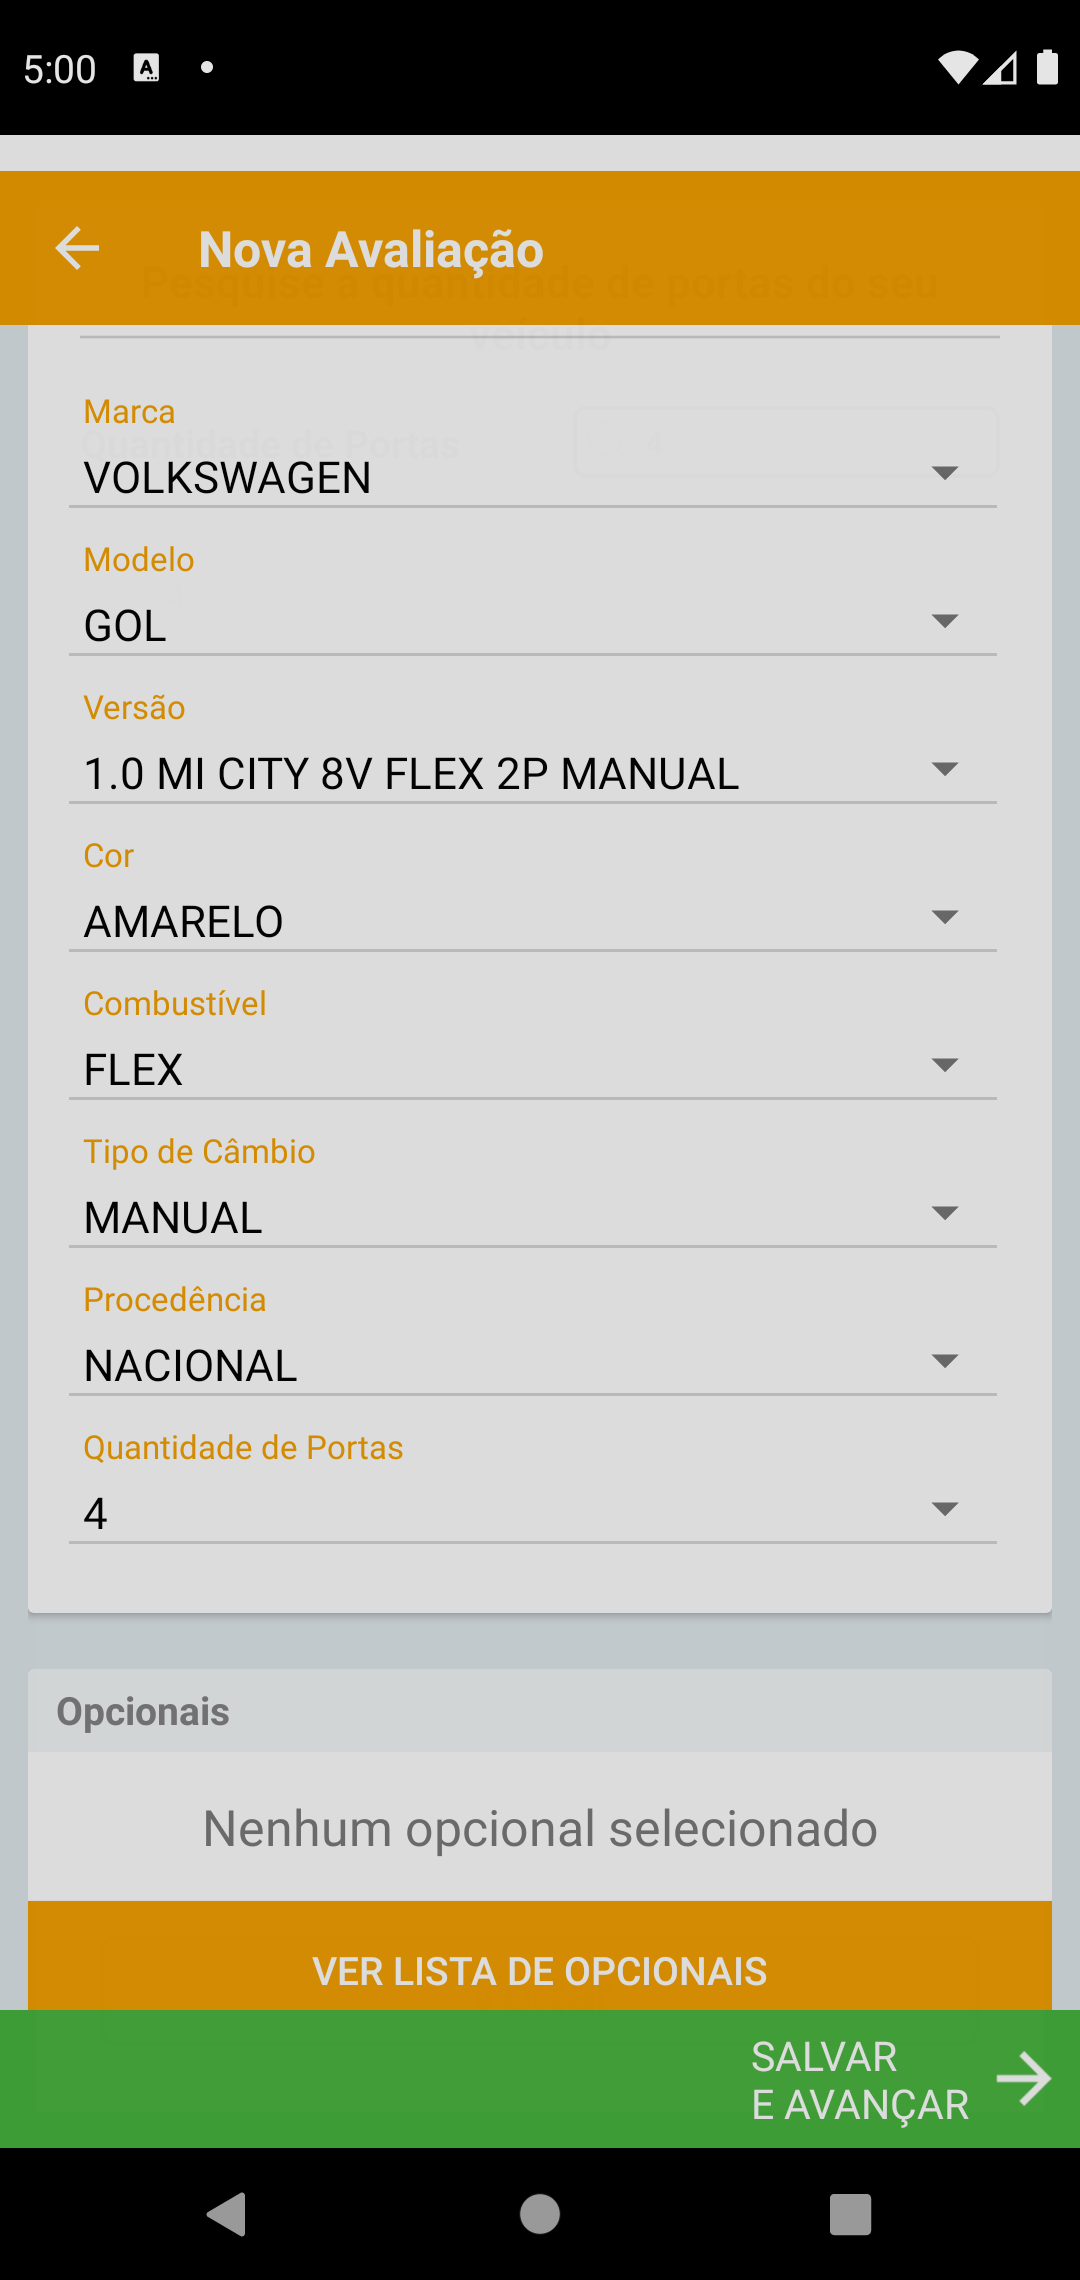 5:00
Nova Avaliação
Pesquise a quantidade de portas do seu
veículo
Marca
Quantidade de Portas 4
VOLKSWAGEN
Modelo
GOL
Versão
1.0 MI CITY 8V FLEX 2P MANUAL
Cor
AMARELO
Combustível
FLEX
Tipo de Câmbio
MANUAL
Procedência
NACIONAL
Quantidade de Portas
4
Opcionais
Nenhum opcional selecionado
VER LISTA DE OPCIONAIS
SALVAR
E AVANÇAR